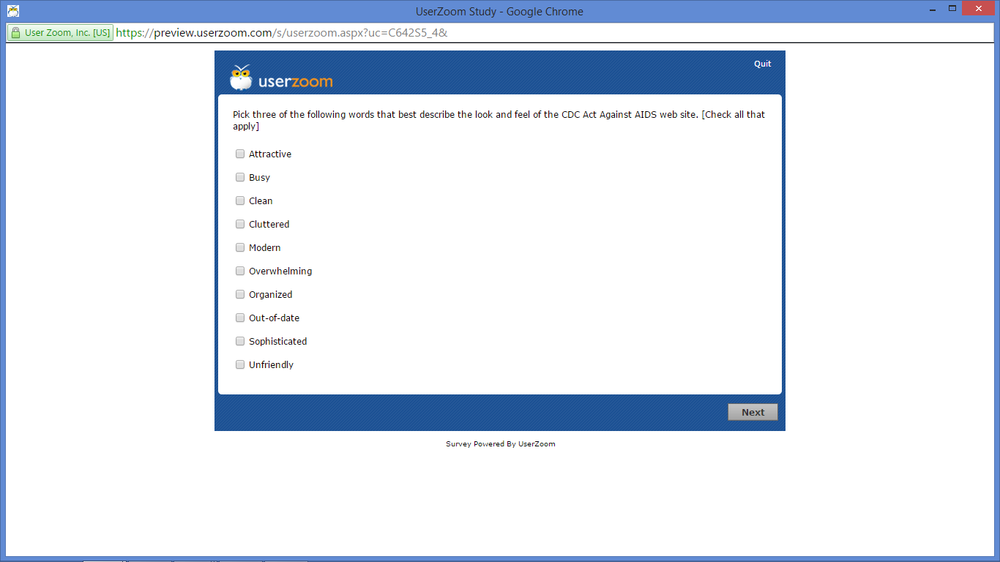 UserZoom Study - Google Chrome
User Zoom, Inc. [US] https://preview.userzoom.com/s/userzoom.aspx?uc=C642S5_4&
Quit
userzoom
Pick three of the following words that best describe the look and feel of the CDC Act Against AIDS web site. [Check all that
apply]
Attractive
Busy
Clean
Cluttered
Modern
Overwhelming
Organized
Out-of-date
Sophisticated
Unfriendly
Next
Survey Powered By UserZoom